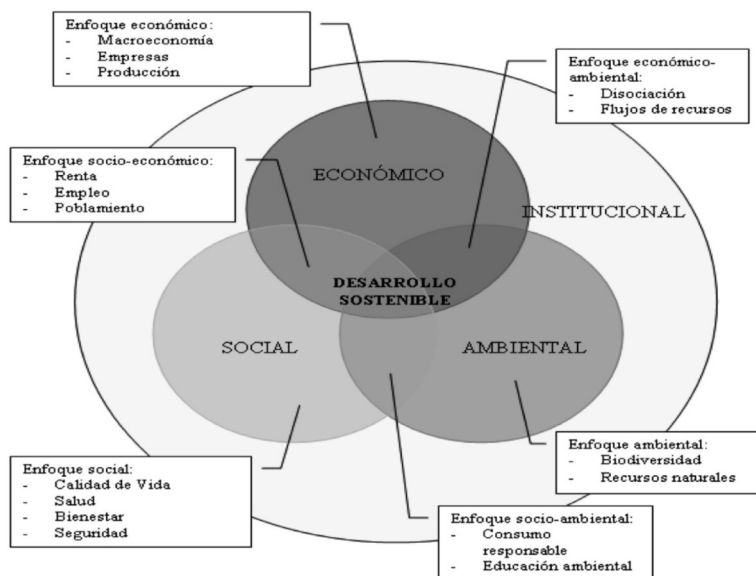 Enfoque económico:
- Macroeconomía
- Empresas
- Producción
Enfoque económico-
ambiental:
- Disociación
- Flujos de recursos
Enfoque socio-económico:
- Renta
- Empleo
- Poblamiento
ECONÓMICO
INSTITUCIONAL
DESARROLLO
SOSTENIBLE
SOCIAL
AMBIENTAL
Enfoque social:
- Calidad de Vida
- Salud
- Bienestar
- Seguridad
Enfoque ambiental:
- Biodiversidad
- Recursos naturales
Enfoque socio-ambiental:
- Consumo
responsable
- Educación ambiental